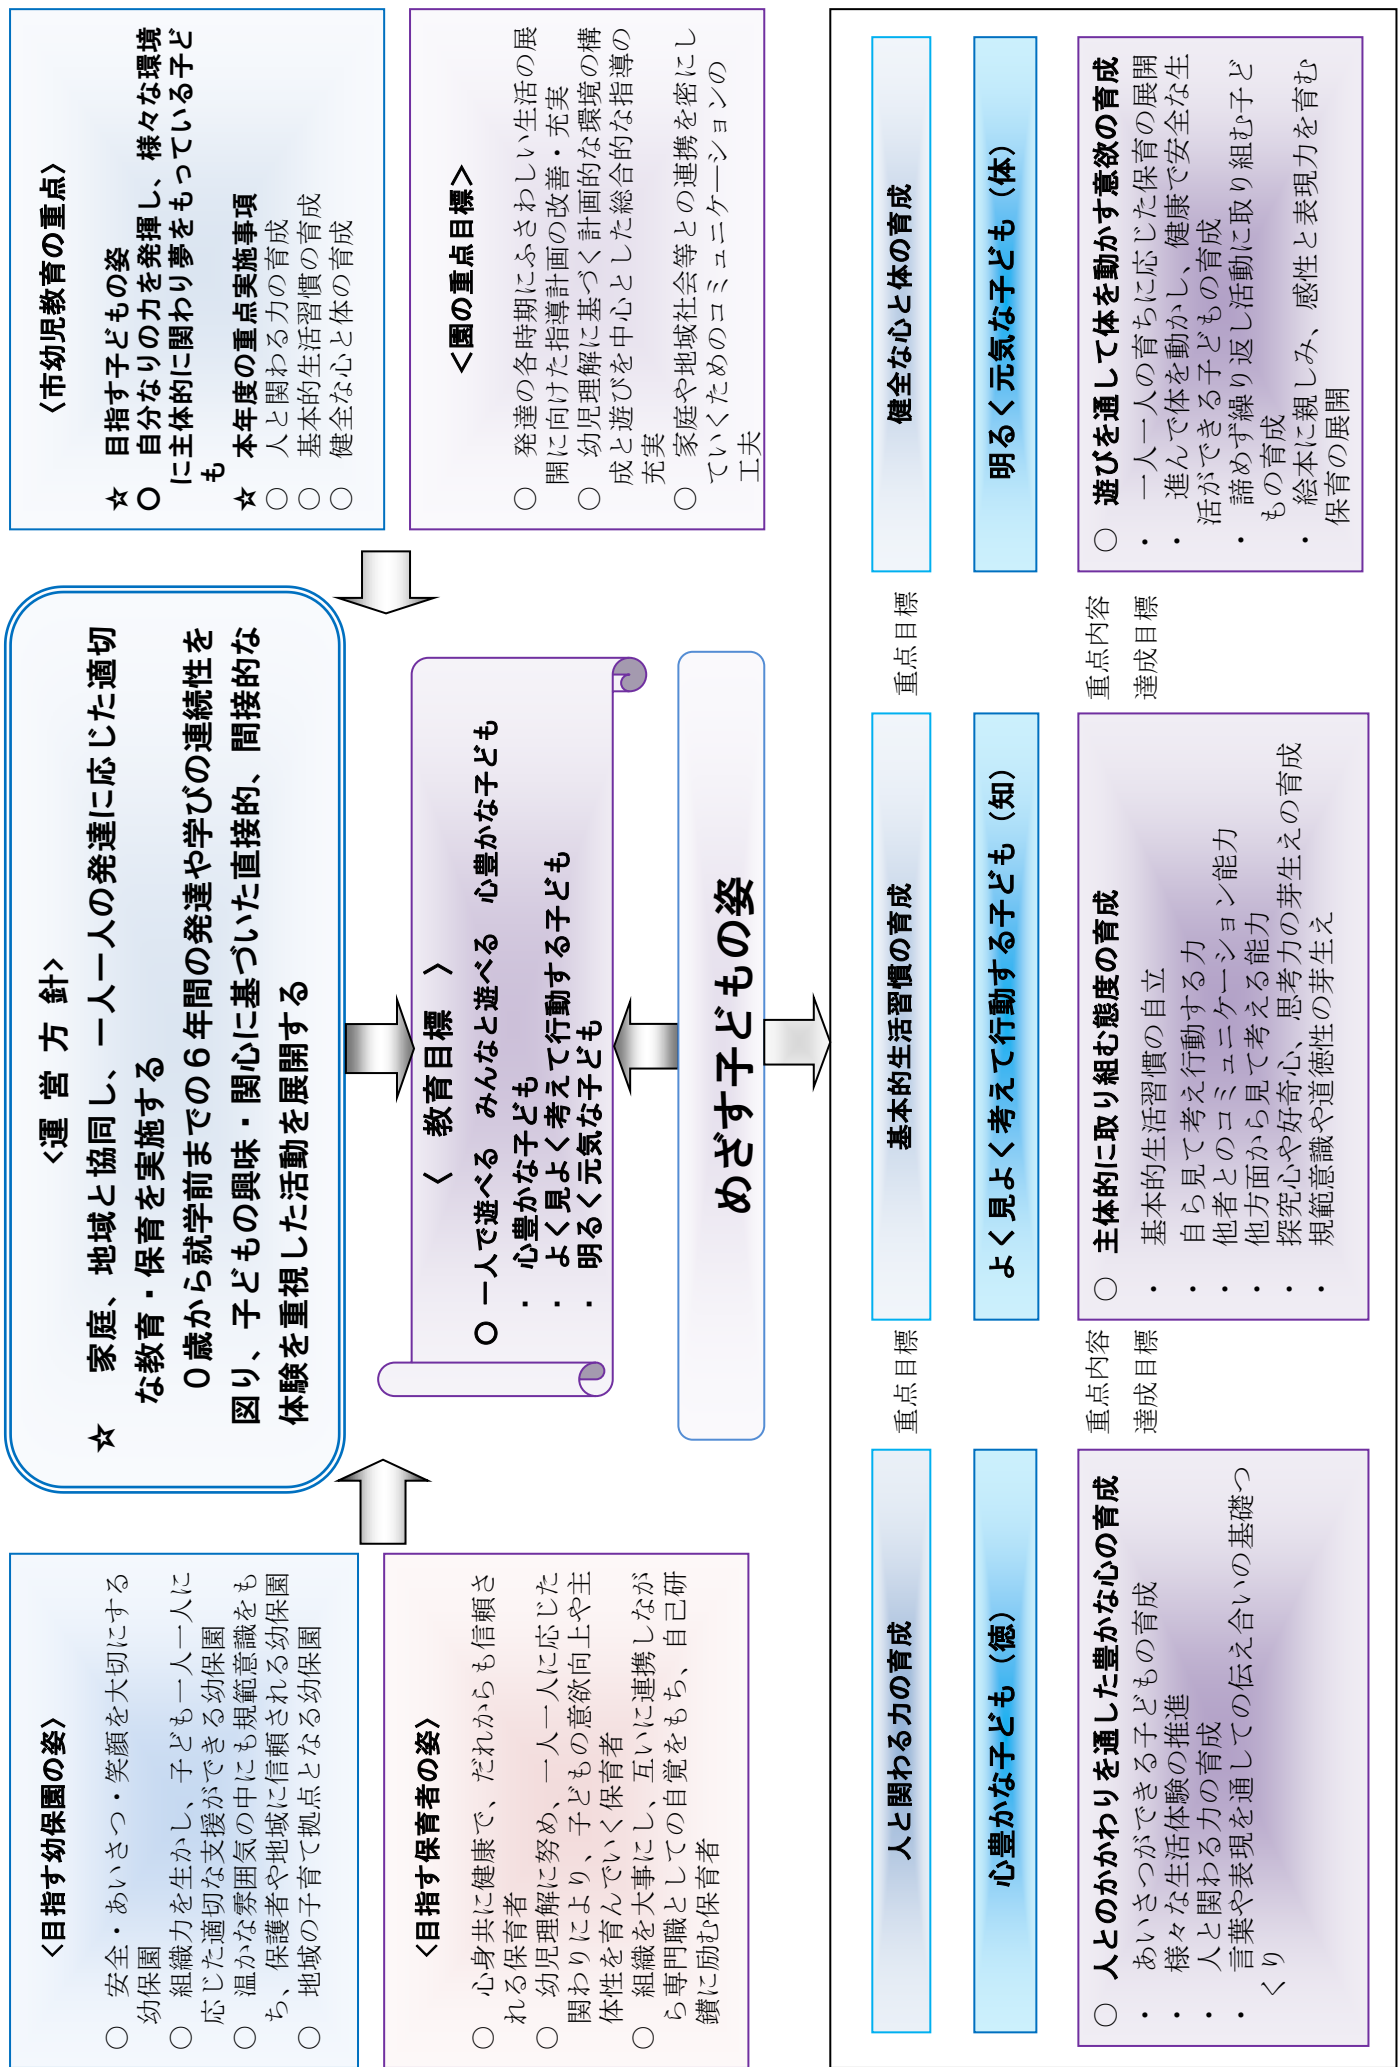 <目指す幼保園の姿>
○　安全・あいさつ・笑顔を大切にする
幼保園
○　組織力を生かし、子ども一人一人に
応じた適切な支援ができる幼保園
○　温かな雰囲気の中にも規範意識をも
ち、保護者や地域に信頼される幼保園
○　地域の子育て拠点となる幼保園
<目指す保育者の姿>
○　心身共に健康で、だれからも信頼さ
れる保育者
○　幼児理解に努め、一人一人に応じた
関わりにより、子どもの意欲向上や主
体性を育んでいく保育者
○　組織を大事にし、互いに連携しなが
ら専門職としての自覚をもち、自己研
鑚に励む保育者
<運 営 方 針>
☆　家庭、地域と協同し、一人一人の発達に応じた適切
な教育・保育を実施する
０歳から就学前までの６年間の発達や学びの連続性を
図り、子どもの興味・関心に基づいた直接的、間接的な
体験を重視した活動を展開する
<　教育目標　>
○ 一人で遊べる　みんなと遊べる　心豊かな子ども
・　心豊かな子ども
・　よく見よく考えて行動する子ども
・　明るく元気な子ども
めざす子どもの姿
<市幼児教育の重点>
☆　目指す子どもの姿
○　自分なりの力を発揮し、様々な環境
に主体的に関わり夢をもっている子ど
も
☆　本年度の重点実施事項
○　人と関わる力の育成
○　基本的生活習慣の育成
○　健全な心と体の育成
<園の重点目標>
○　発達の各時期にふさわしい生活の展
開に向けた指導計画の改善・充実
○　幼児理解に基づく計画的な環境の構
成と遊びを中心とした総合的な指導の
充実
○　家庭や地域社会等との連携を密にし
ていくためのコミュニケーションの
工夫
人と関わる力の育成
重点目標
基本的生活習慣の育成
重点目標
健全な心と体の育成
心豊かな子ども（徳）
よく見よく考えて行動する子ども（知）
明るく元気な子ども（体）
○　人とのかかわりを通した豊かな心の育成
・　あいさつができる子どもの育成
・　様々な生活体験の推進
・　人と関わる力の育成
・　言葉や表現を通しての伝え合いの基礎つ
くり
重点内容
達成目標
○　主体的に取り組む態度の育成
・　基本的生活習慣の自立
・　自ら見て考え行動する力
・　他者とのコミュニケーション能力
・　他方面から見て考える能力
・　探究心や好奇心、思考力の芽生えの育成
・　規範意識や道徳性の芽生え
重点内容
達成目標
○　遊びを通して体を動かす意欲の育成
・　一人一人の育ちに応じた保育の展開
・　進んで体を動かし、健康で安全な生
活ができる子どもの育成
・　諦めず繰り返し活動に取り組む子ど
もの育成
・　絵本に親しみ、感性と表現力を育む
保育の展開